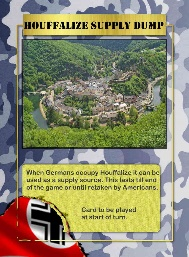 HOUFFALIZE SUPPLY DUMP
When Germans occupy Houffalize it can be
used as a supply source. This lasts till end
of the game or until retaken by Americans.
Card to be played
at start of turn.